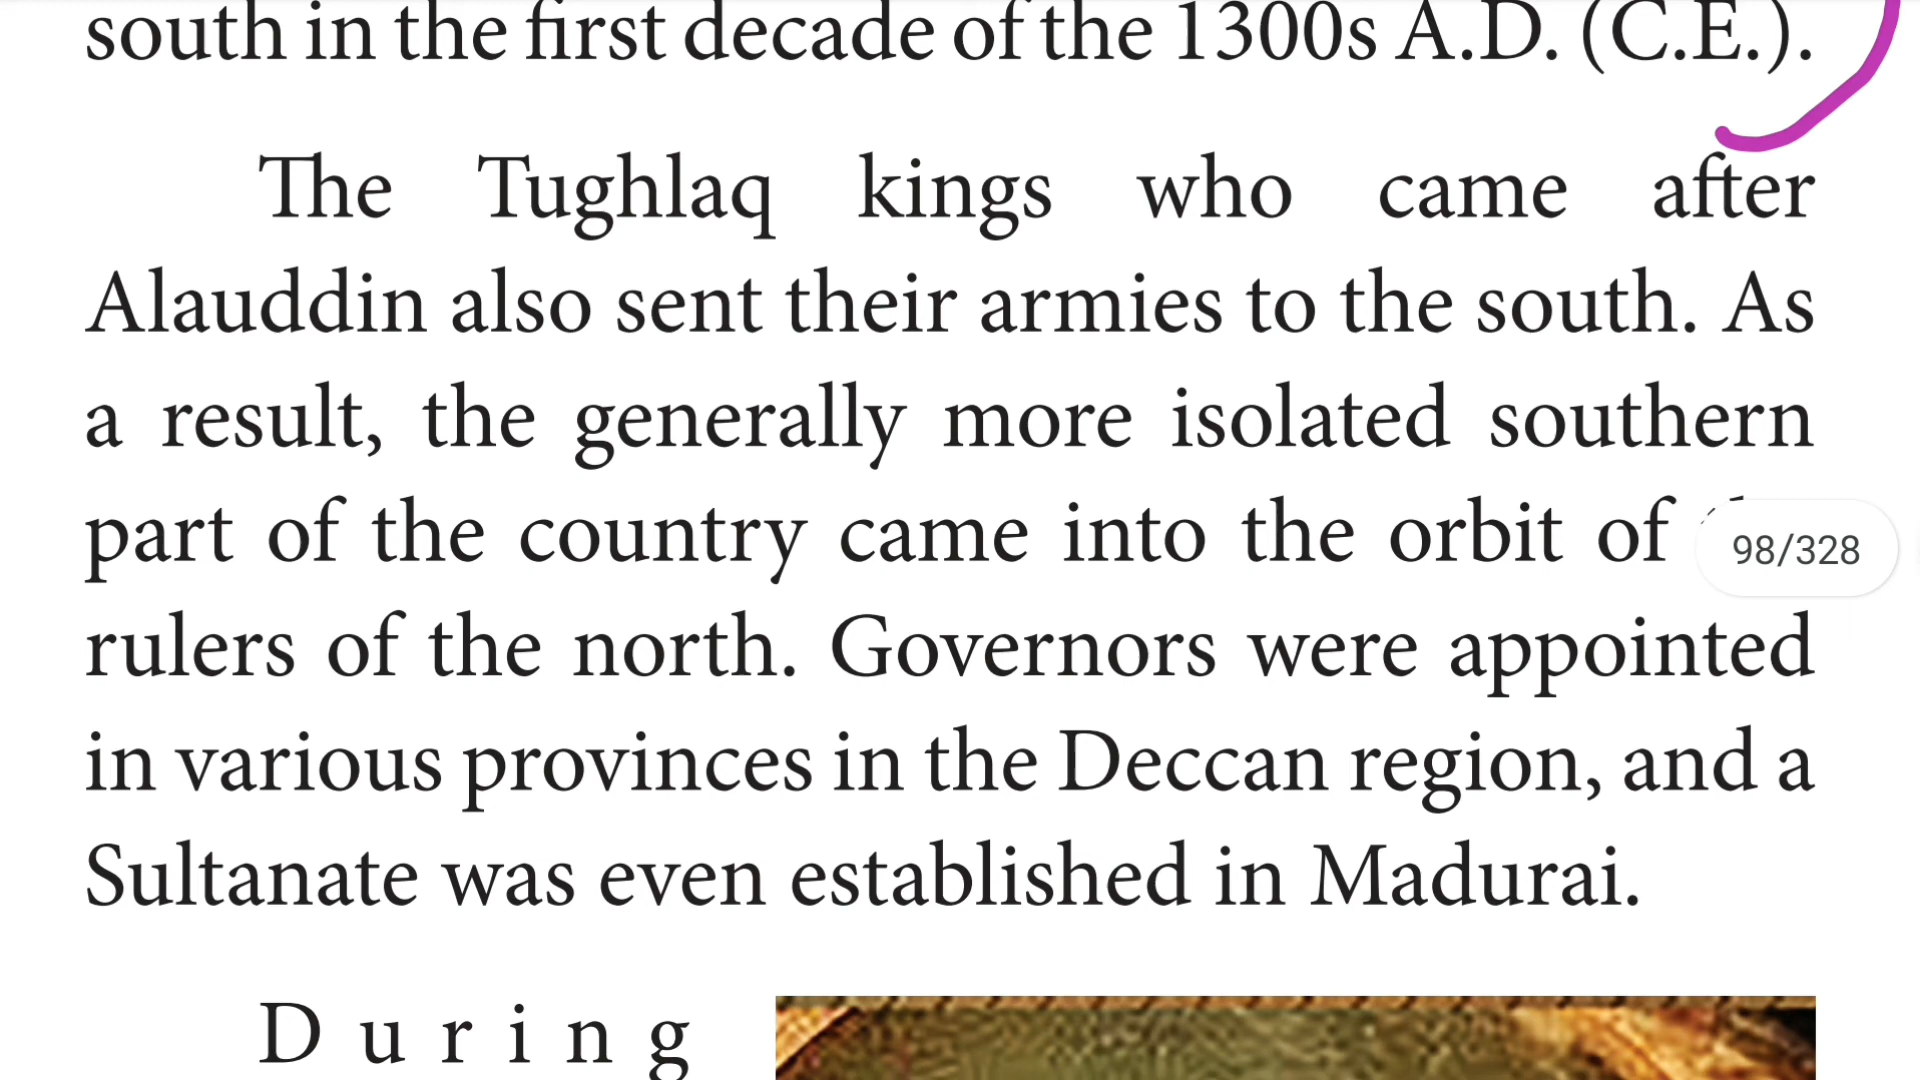 south in the first decade of the 1300s A.D. (C.E.).
The Tughlaq kings who came after
Alauddin also sent their armies to the south. As
a result, the generally more isolated southern
part of the country came into the orbit of
98/328
rulers of the north. Governors were appointed
in various provinces in the Deccan region, and a
Sultanate was even established in Madurai.
During